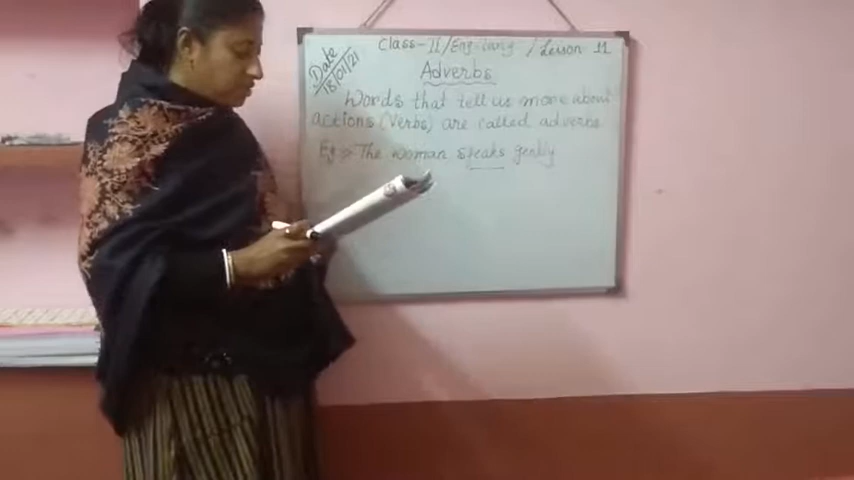 Date
18/01/21
Class-II/Eng-lang / Lesson 11
Adverbs
Words that tell us more about
actions (Verbs) are called adverbs.
Eg > The woman speaks gently